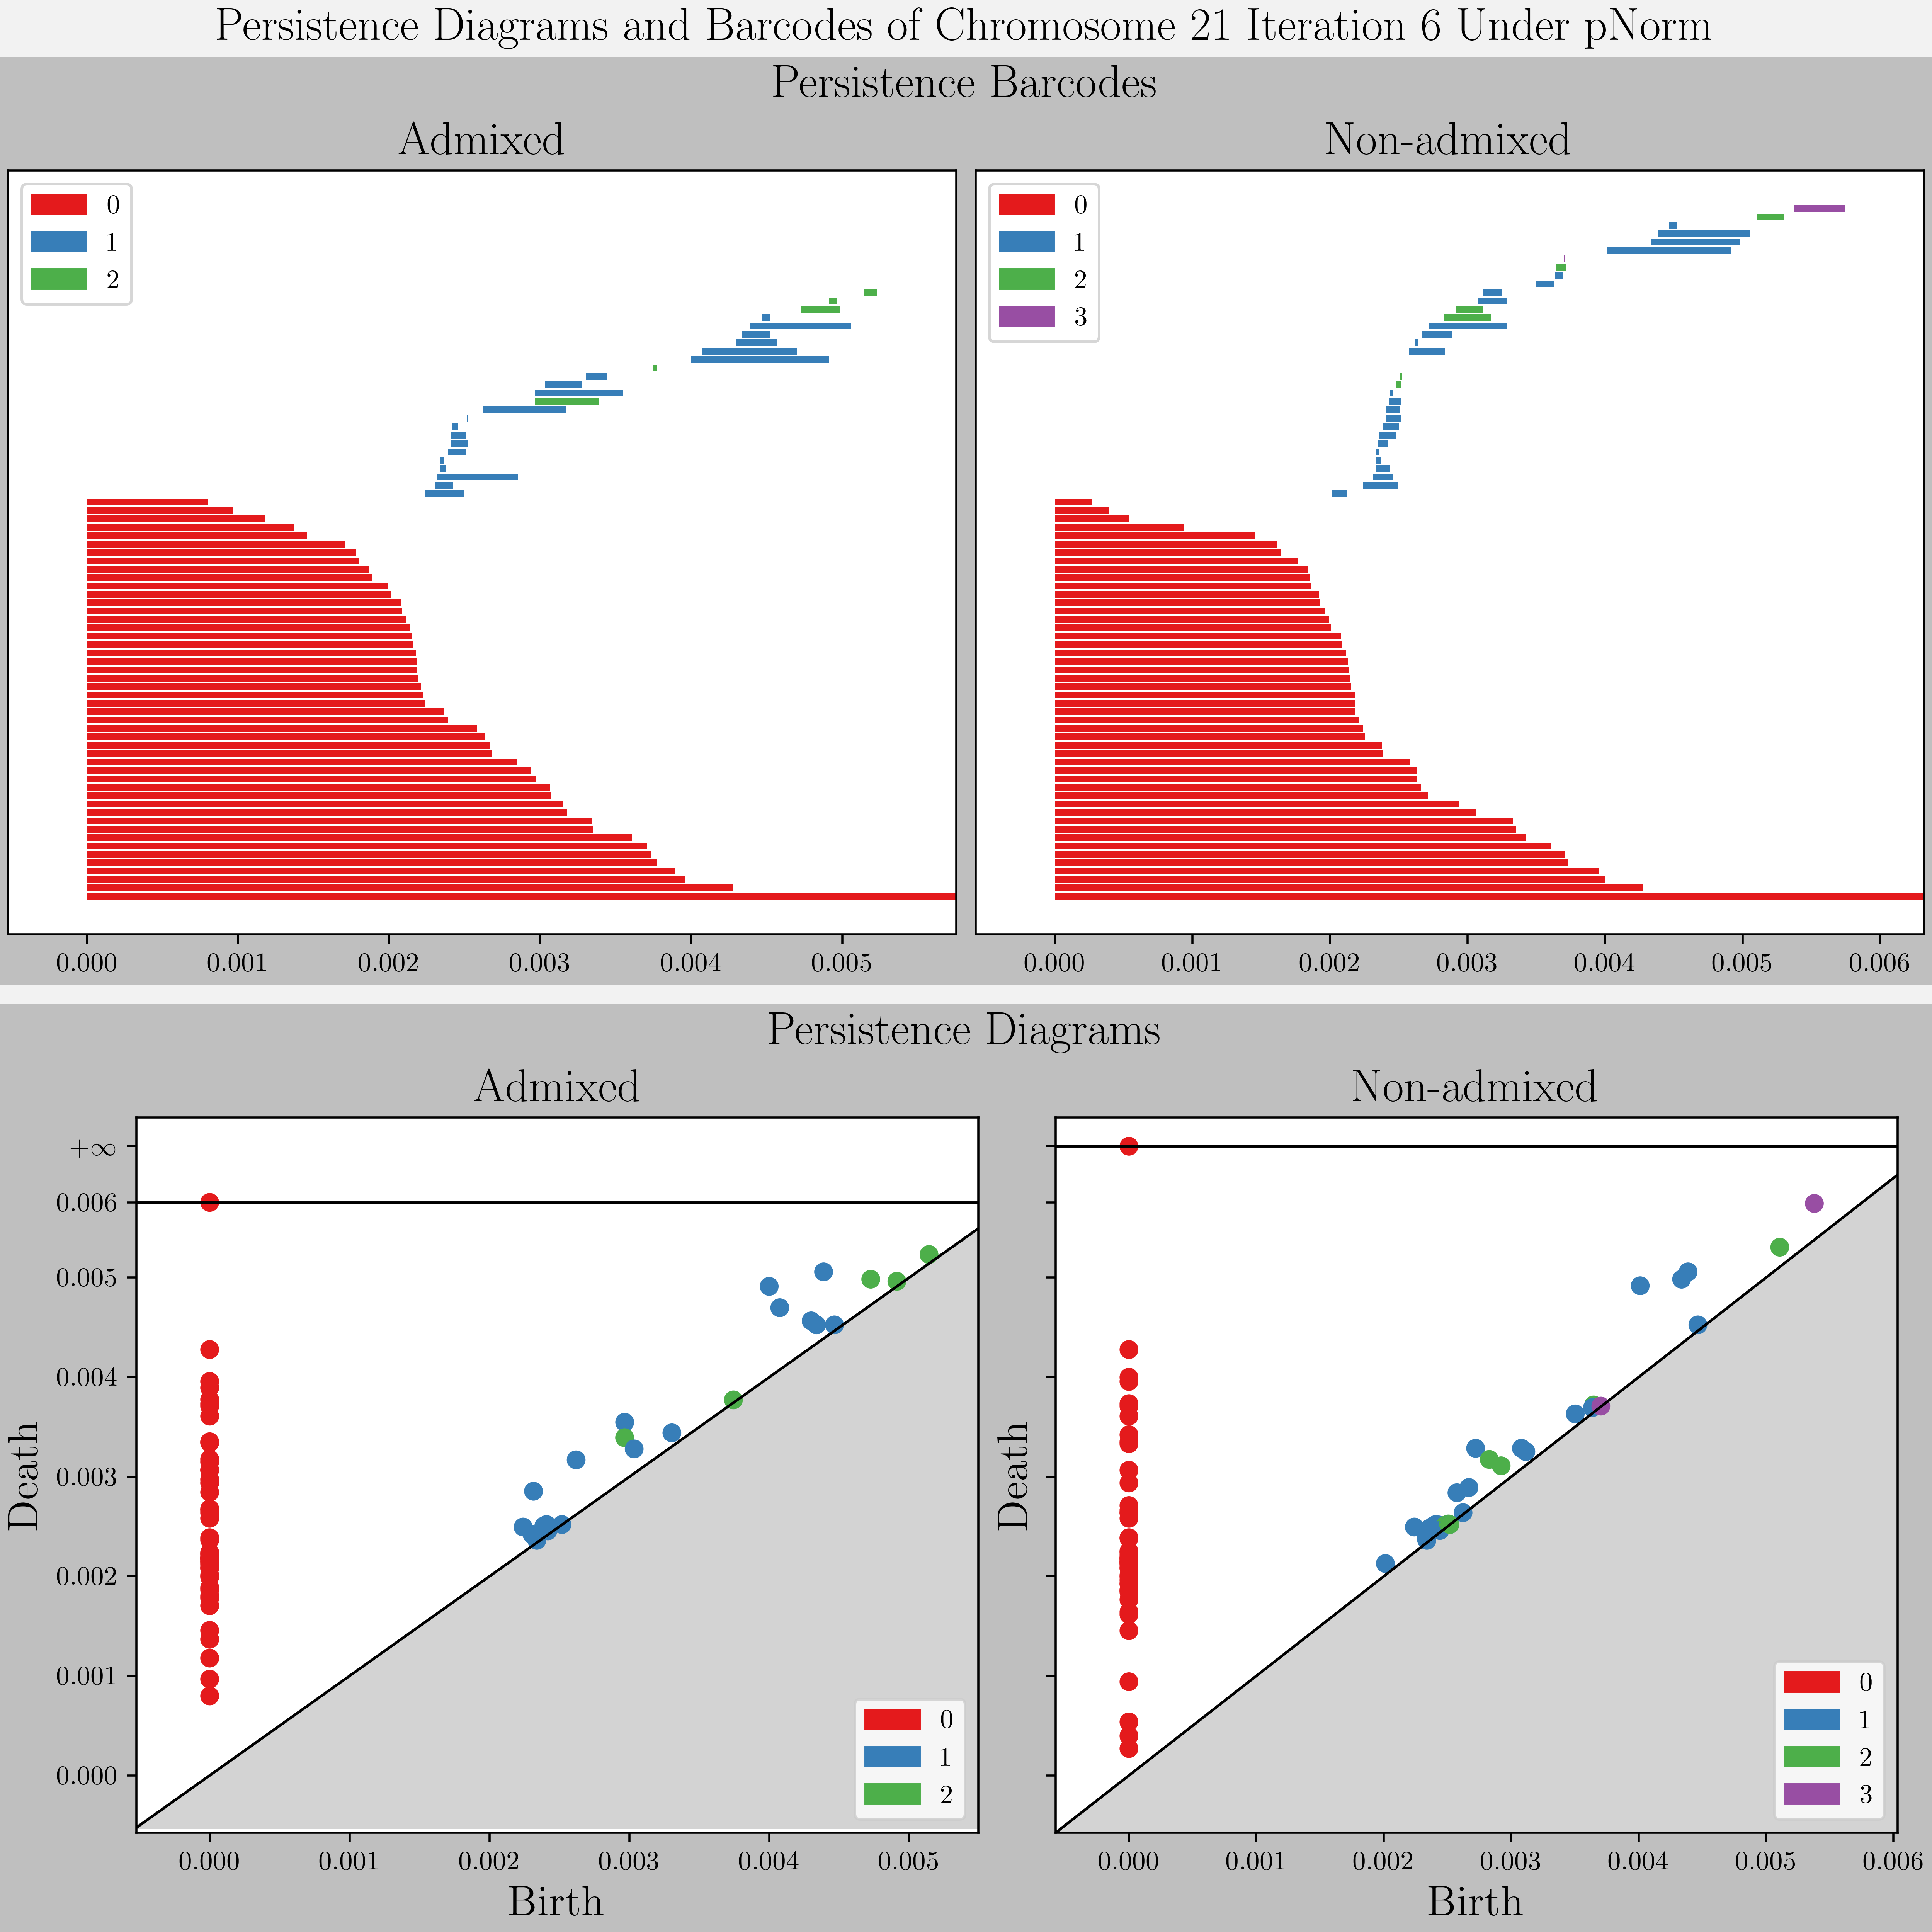 Persistence Diagrams and Barcodes of Chromosome 21 Iteration 6 Under pNorm
Persistence Barcodes
Admixed
Non-admixed
0
1
2
0
1
2
3
0.000 0.001 0.002 0.003 0.004 0.005
0.000 0.001 0.002 0.003 0.004 0.005 0.006
Persistence Diagrams
Admixed
Non-admixed
+∞
0.006
0.005
0.004
0.003
0.002
0.001
0.000
Death
0
1
2
0.000 0.001 0.002 0.003 0.004 0.005
Birth
Death
0
1
2
3
0.000 0.001 0.002 0.003 0.004 0.005 0.006
Birth